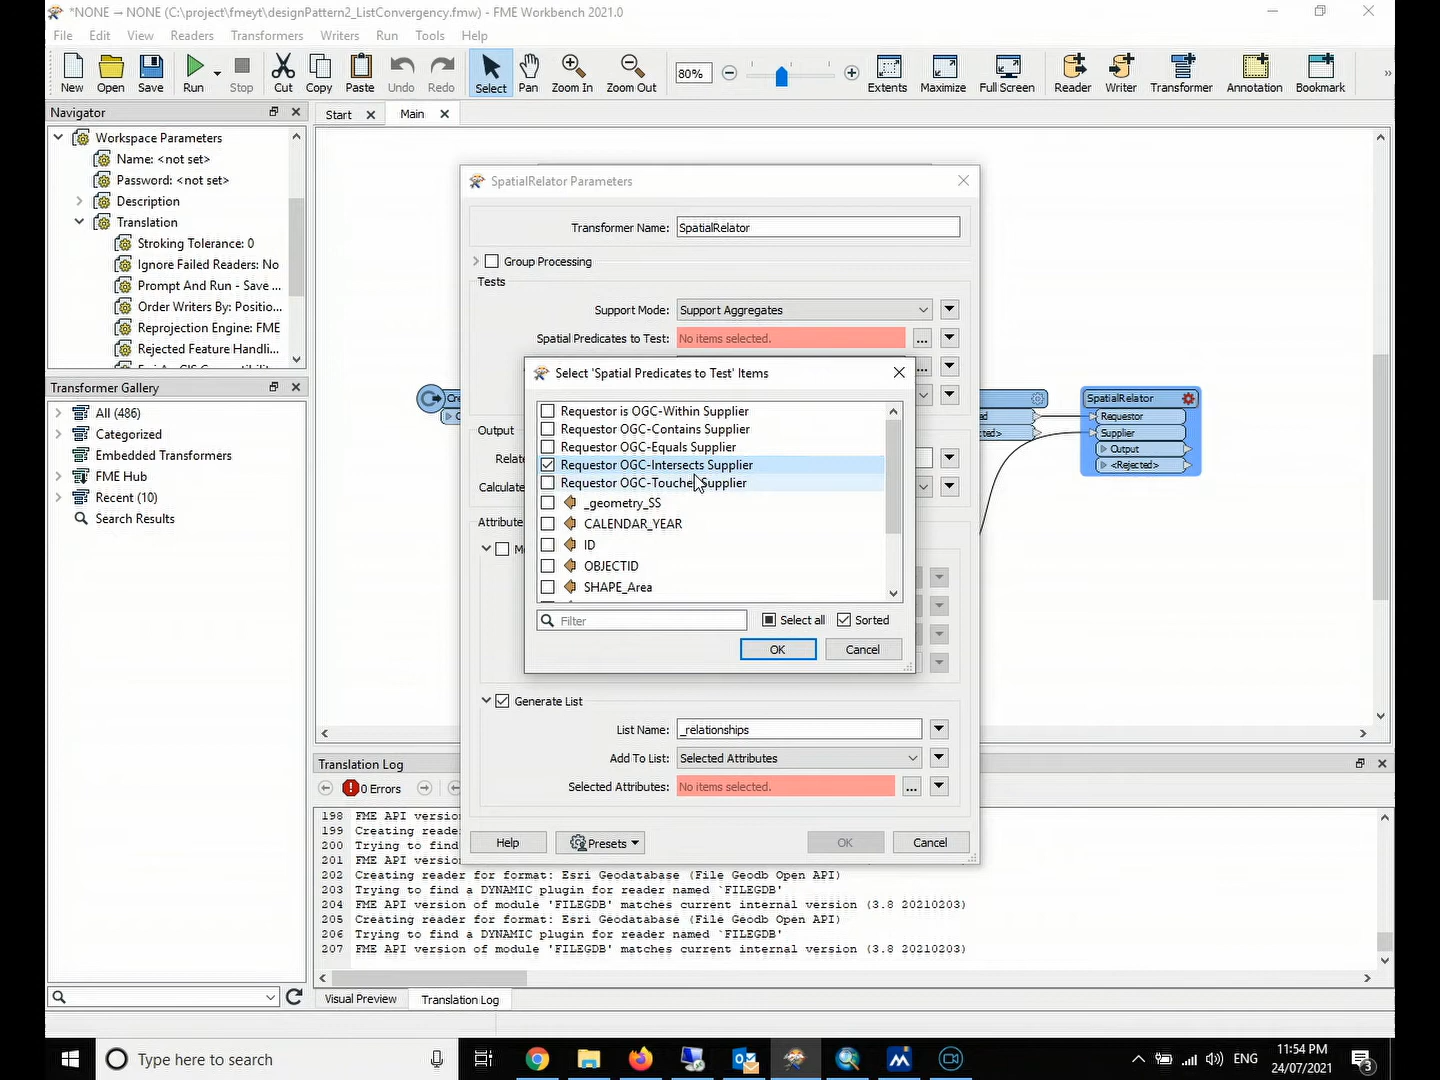 *NONE → NONE (C:\project\fmeyt\designPattern2_ListConvergency.fmw) - FME Workbench 2021.0
File Edit View Readers Transformers Writers Run Tools Help
New Open Save Run Stop Cut Copy Paste Undo Redo Select Pan Zoom In Zoom Out 80% Extents Maximize Full Screen Reader Writer Transformer Annotation Bookmark
Navigator
Workspace Parameters
Name: <not set>
Password: <not set>
Description
Translation
Stroking Tolerance: 0
Ignore Failed Readers: No
Prompt And Run - Save ...
Order Writers By: Positio...
Reprojection Engine: FME
Rejected Feature Handli...
Transformer Gallery
All (486)
Categorized
Embedded Transformers
FME Hub
Recent (10)
Search Results
Start
Main
SpatialRelator
Requestor
Supplier
Output
<Rejected>
SpatialRelator Parameters
Transformer Name: SpatialRelator
Group Processing
Tests
Support Mode: Support Aggregates
Spatial Predicates to Test: No items selected.
Output
Calculate
Attribute
Select 'Spatial Predicates to Test' Items
Requestor is OGC-Within Supplier
Requestor OGC-Contains Supplier
Requestor OGC-Equals Supplier
Requestor OGC-Intersects Supplier
Requestor OGC-Touches Supplier
_geometry_SS
CALENDAR_YEAR
ID
OBJECTID
SHAPE_Area
Filter
Select all
Sorted
OK
Cancel
Generate List
List Name: _relationships
Add To List: Selected Attributes
Selected Attributes: No items selected.
Help
Presets
OK
Cancel
Translation Log
0 Errors
198 FME API versio
199 Creating reade
200 Trying to find
201 FME API versio
202 Creating reader for format: Esri Geodatabase (File Geodb Open API)
203 Trying to find a DYNAMIC plugin for reader named `FILEGDB'
204 FME API version of module 'FILEGDB' matches current internal version (3.8 20210203)
205 Creating reader for format: Esri Geodatabase (File Geodb Open API)
206 Trying to find a DYNAMIC plugin for reader named `FILEGDB'
207 FME API version of module 'FILEGDB' matches current internal version (3.8 20210203)
Visual Preview
Translation Log
Type here to search
ENG
11:54 PM
24/07/2021
3